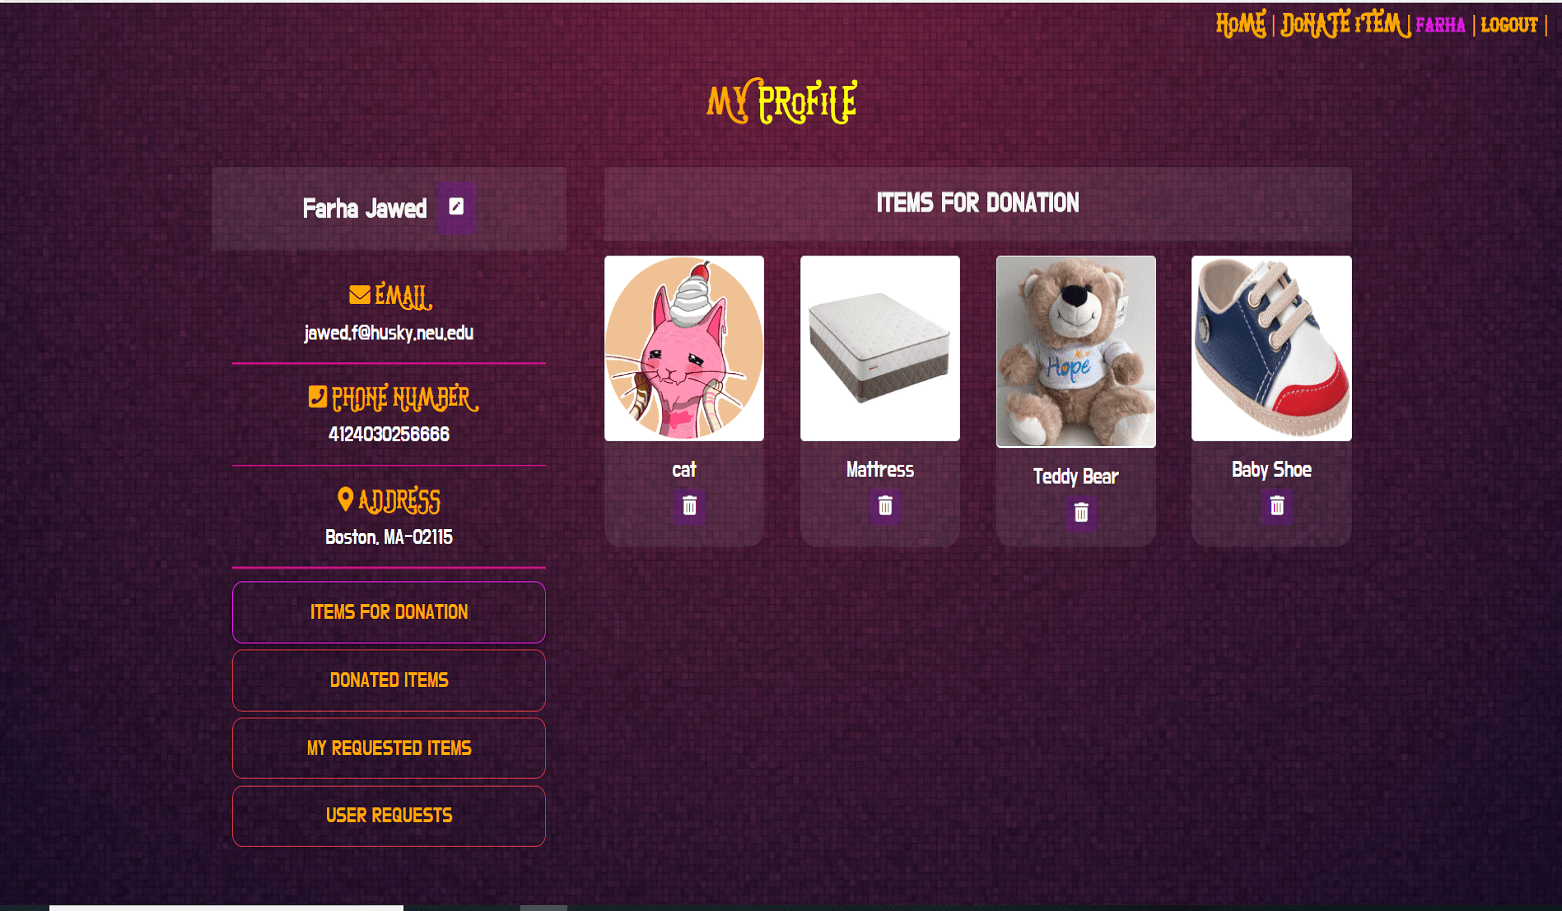 HOME | DONATE ITEM | FARHA | LOGOUT |
MY PROFILE
Farha Jawed
EMAIL
jawed.f@husky.neu.edu
PHONE NUMBER
4124030256666
ADDRESS
Boston, MA-02115
ITEMS FOR DONATION
DONATED ITEMS
MY REQUESTED ITEMS
USER REQUESTS
ITEMS FOR DONATION
Hope
cat
Mattress
Teddy Bear
Baby Shoe